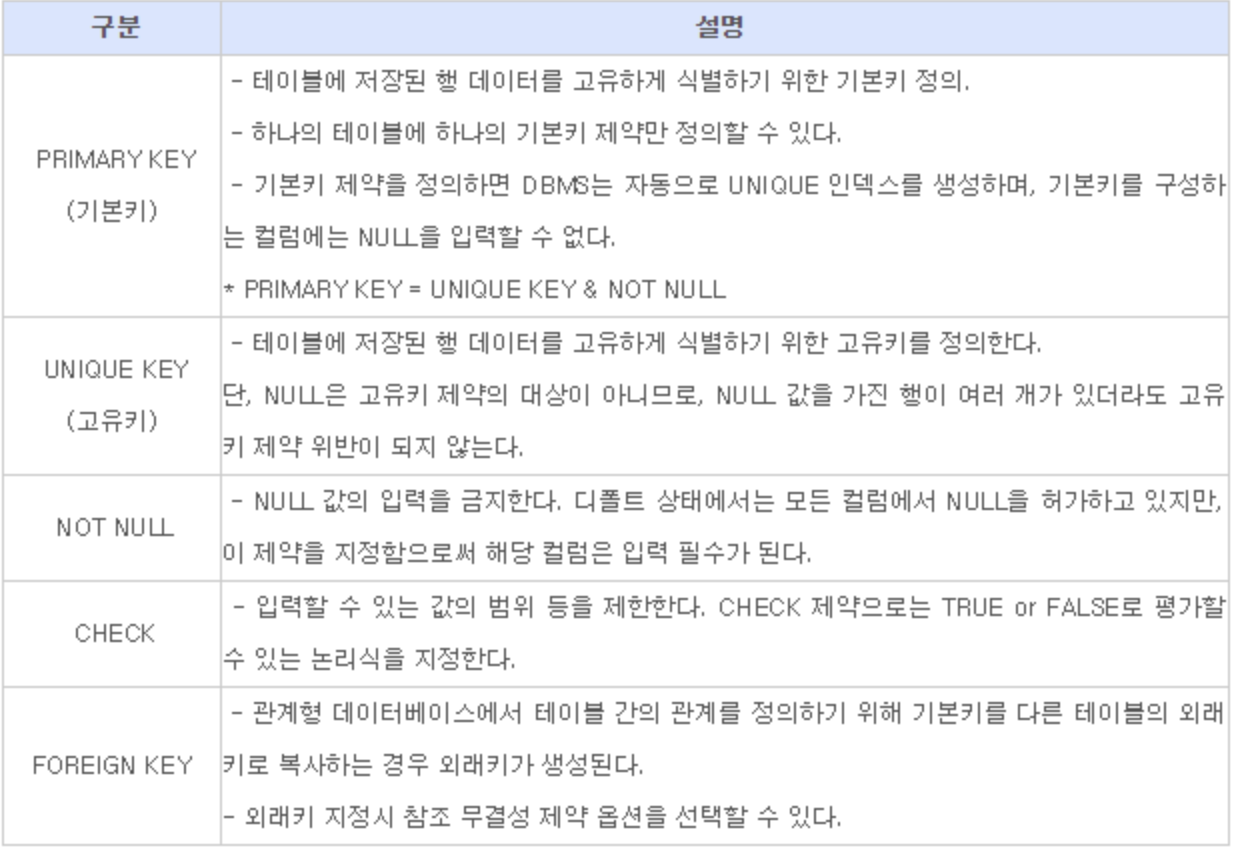 구분
설명
PRIMARY KEY
(기본키)
- 테이블에 저장된 행 데이터를 고유하게 식별하기 위한 기본키 정의.
- 하나의 테이블에 하나의 기본키 제약만 정의할 수 있다.
- 기본키 제약을 정의하면 DBMS는 자동으로 UNIQUE 인덱스를 생성하며, 기본키를 구성하
는 컬럼에는 NULL을 입력할 수 없다.
* PRIMARY KEY = UNIQUE KEY & NOT NULL
UNIQUE KEY
(고유키)
- 테이블에 저장된 행 데이터를 고유하게 식별하기 위한 고유키를 정의한다.
단, NULL은 고유키 제약의 대상이 아니므로, NULL 값을 가진 행이 여러 개가 있더라도 고유
키 제약 위반이 되지 않는다.
NOT NULL
- NULL 값의 입력을 금지한다. 디폴트 상태에서는 모든 컬럼에서 NULL을 허가하고 있지만,
이 제약을 지정함으로써 해당 컬럼은 입력 필수가 된다.
CHECK
- 입력할 수 있는 값의 범위 등을 제한한다. CHECK 제약으로는 TRUE or FALSE로 평가할
수 있는 논리식을 지정한다.
FOREIGN KEY
- 관계형 데이터베이스에서 테이블 간의 관계를 정의하기 위해 기본키를 다른 테이블의 외래
키로 복사하는 경우 외래키가 생성된다.
- 외래키 지정시 참조 무결성 제약 옵션을 선택할 수 있다.